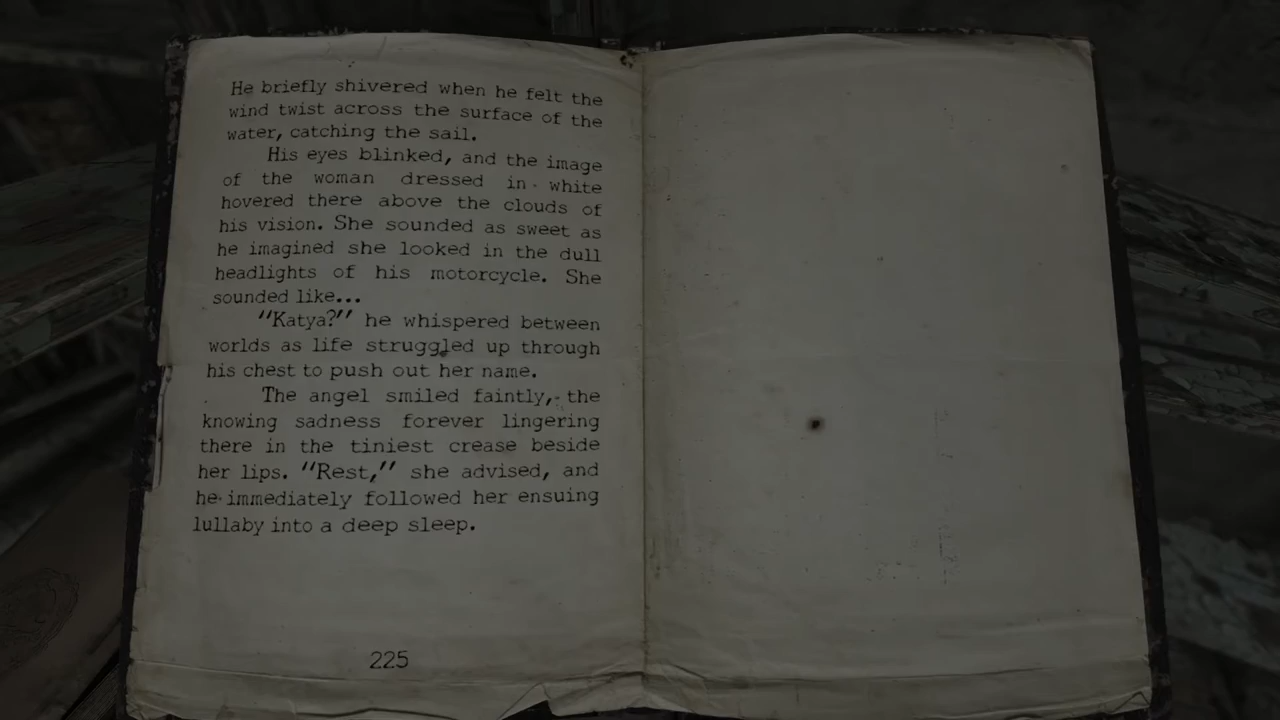 He briefly shivered when he felt the
wind twist across the surface of the
water, catching the sail.
His eyes blinked, and the image
of the woman dressed in white
hovered there above the clouds of
his vision. She sounded as sweet as
he imagined she looked in the dull
headlights of his motorcycle. She
sounded like...
"Katya?" he whispered between
worlds as life struggled up through
his chest to push out her name.
The angel smiled faintly, the
knowing sadness forever lingering
there in the tiniest crease beside
her lips. "Rest," she advised, and
he immediately followed her ensuing
lullaby into a deep sleep.
225